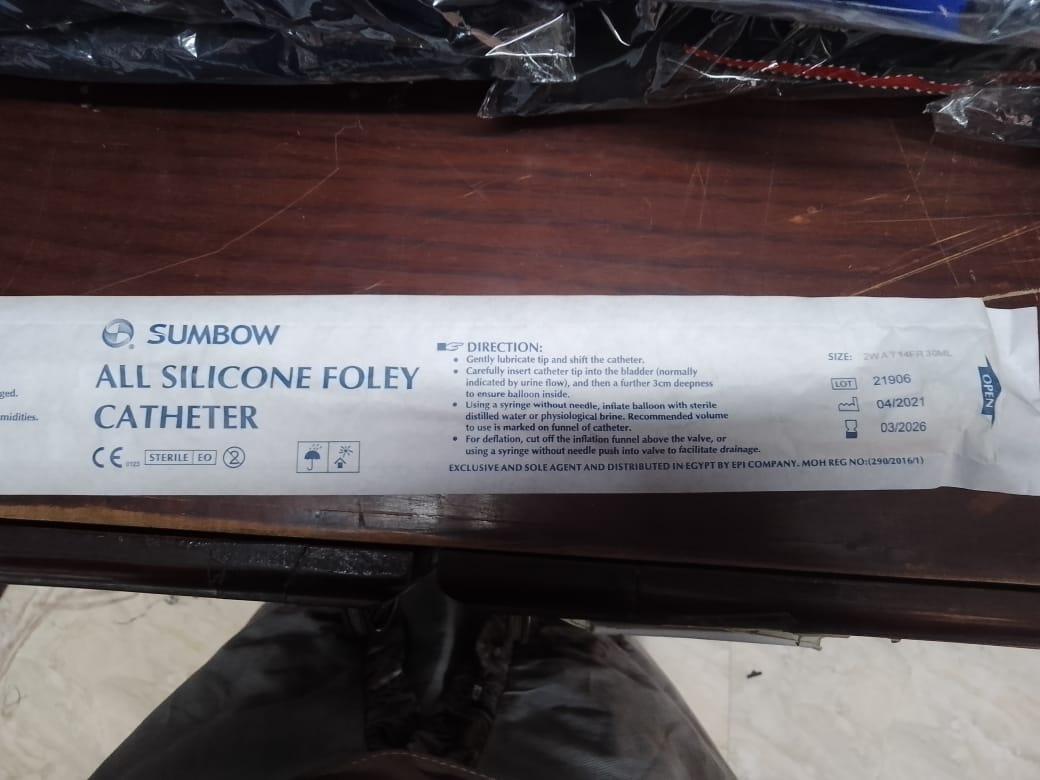 ged.
midities.
SUMBOW
ALL SILICONE FOLEY
CATHETER
CE 0123 STERILE EO 2
DIRECTION:
• Gently lubricate tip and shift the catheter.
• Carefully insert catheter tip into the bladder (normally
indicated by urine flow), and then a further 3cm deepness
to ensure balloon inside.
• Using a syringe without needle, inflate balloon with sterile
distilled water or physiological brine. Recommended volume
to use is marked on funnel of catheter.
• For deflation, cut off the inflation funnel above the valve, or
using a syringe without needle push into valve to facilitate drainage.
EXCLUSIVE AND SOLE AGENT AND DISTRIBUTED IN EGYPT BY EPI COMPANY. MOH REG NO:(290/2016/1)
SIZE: 2WAY 14FR 30ML
LOT 21906
04/2021
03/2026
OPEN